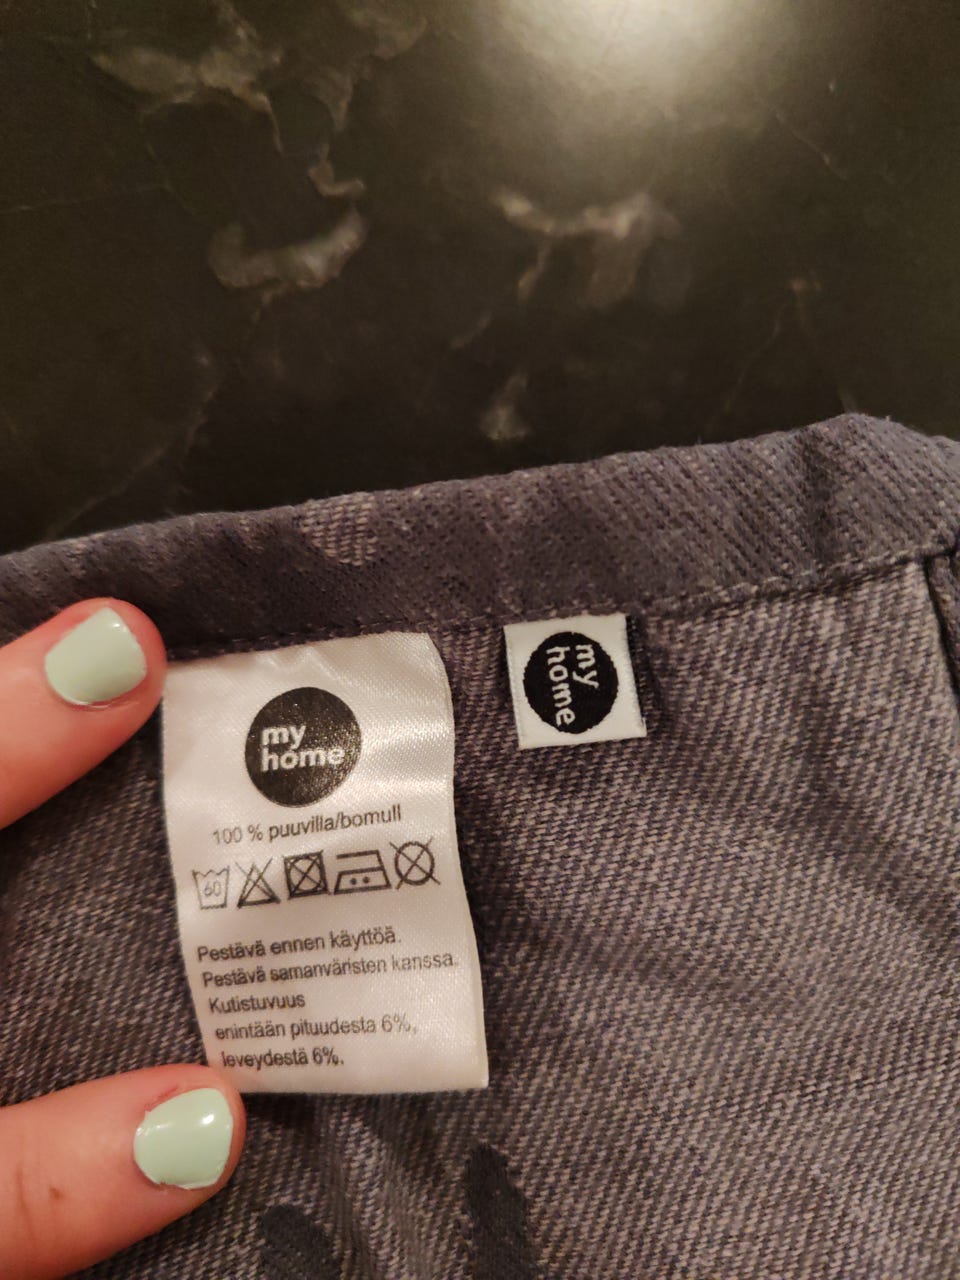 my
home
100 % puuvilla/bomull
60
Pestävä ennen käyttöä.
Pestävä samanväristen kanssa.
Kutistuvuus
enintään pituudesta 6%,
leveydestä 6%.
my
home